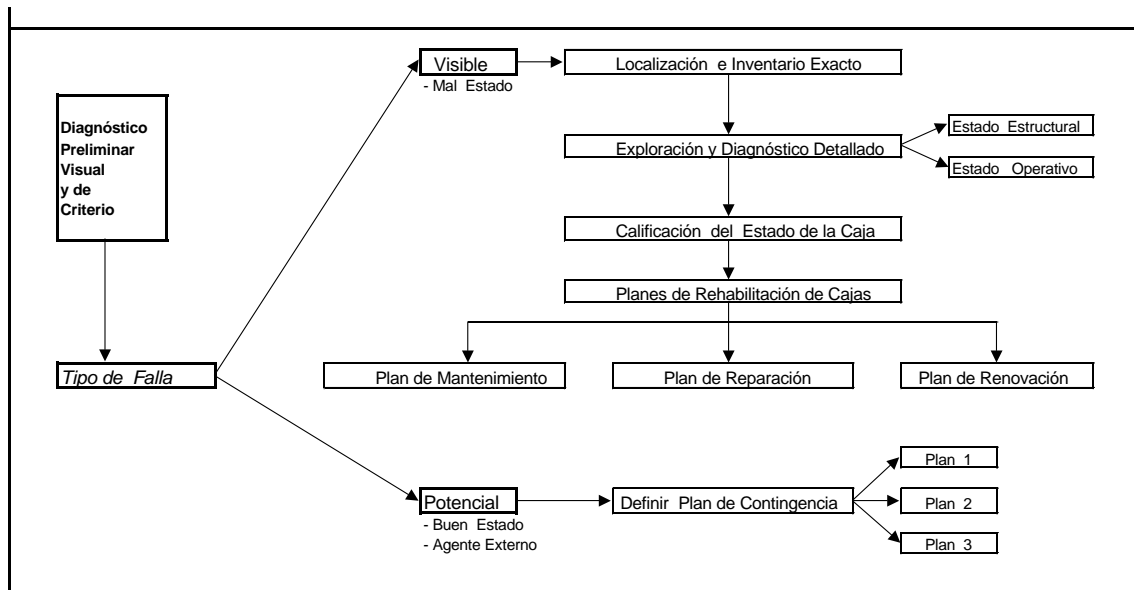 Diagnóstico
Preliminar
Visual
y de
Criterio
Tipo de Falla
Visible
- Mal Estado
Localización e Inventario Exacto
Exploración y Diagnóstico Detallado
Estado Estructural
Estado Operativo
Calificación del Estado de la Caja
Planes de Rehabilitación de Cajas
Plan de Mantenimiento
Plan de Reparación
Plan de Renovación
Potencial
- Buen Estado
- Agente Externo
Definir Plan de Contingencia
Plan 1
Plan 2
Plan 3